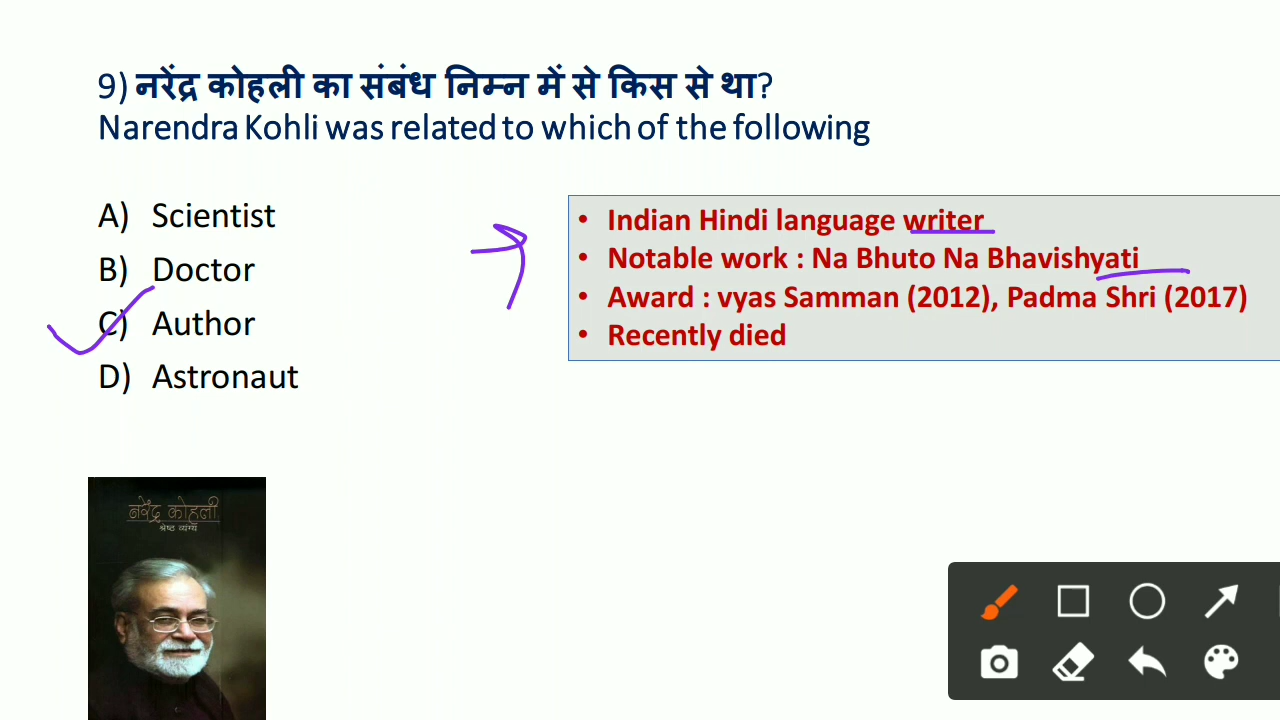 9) नरेंद्र कोहली का संबंध निम्न में से किस से था?
Narendra Kohli was related to which of the following
A) Scientist
B) Doctor
C) Author
D) Astronaut
• Indian Hindi language writer
• Notable work : Na Bhuto Na Bhavishyati
• Award : vyas Samman (2012), Padma Shri (2017)
• Recently died
नरेंद्र कोहली
श्रेष्ठ व्यंग्य